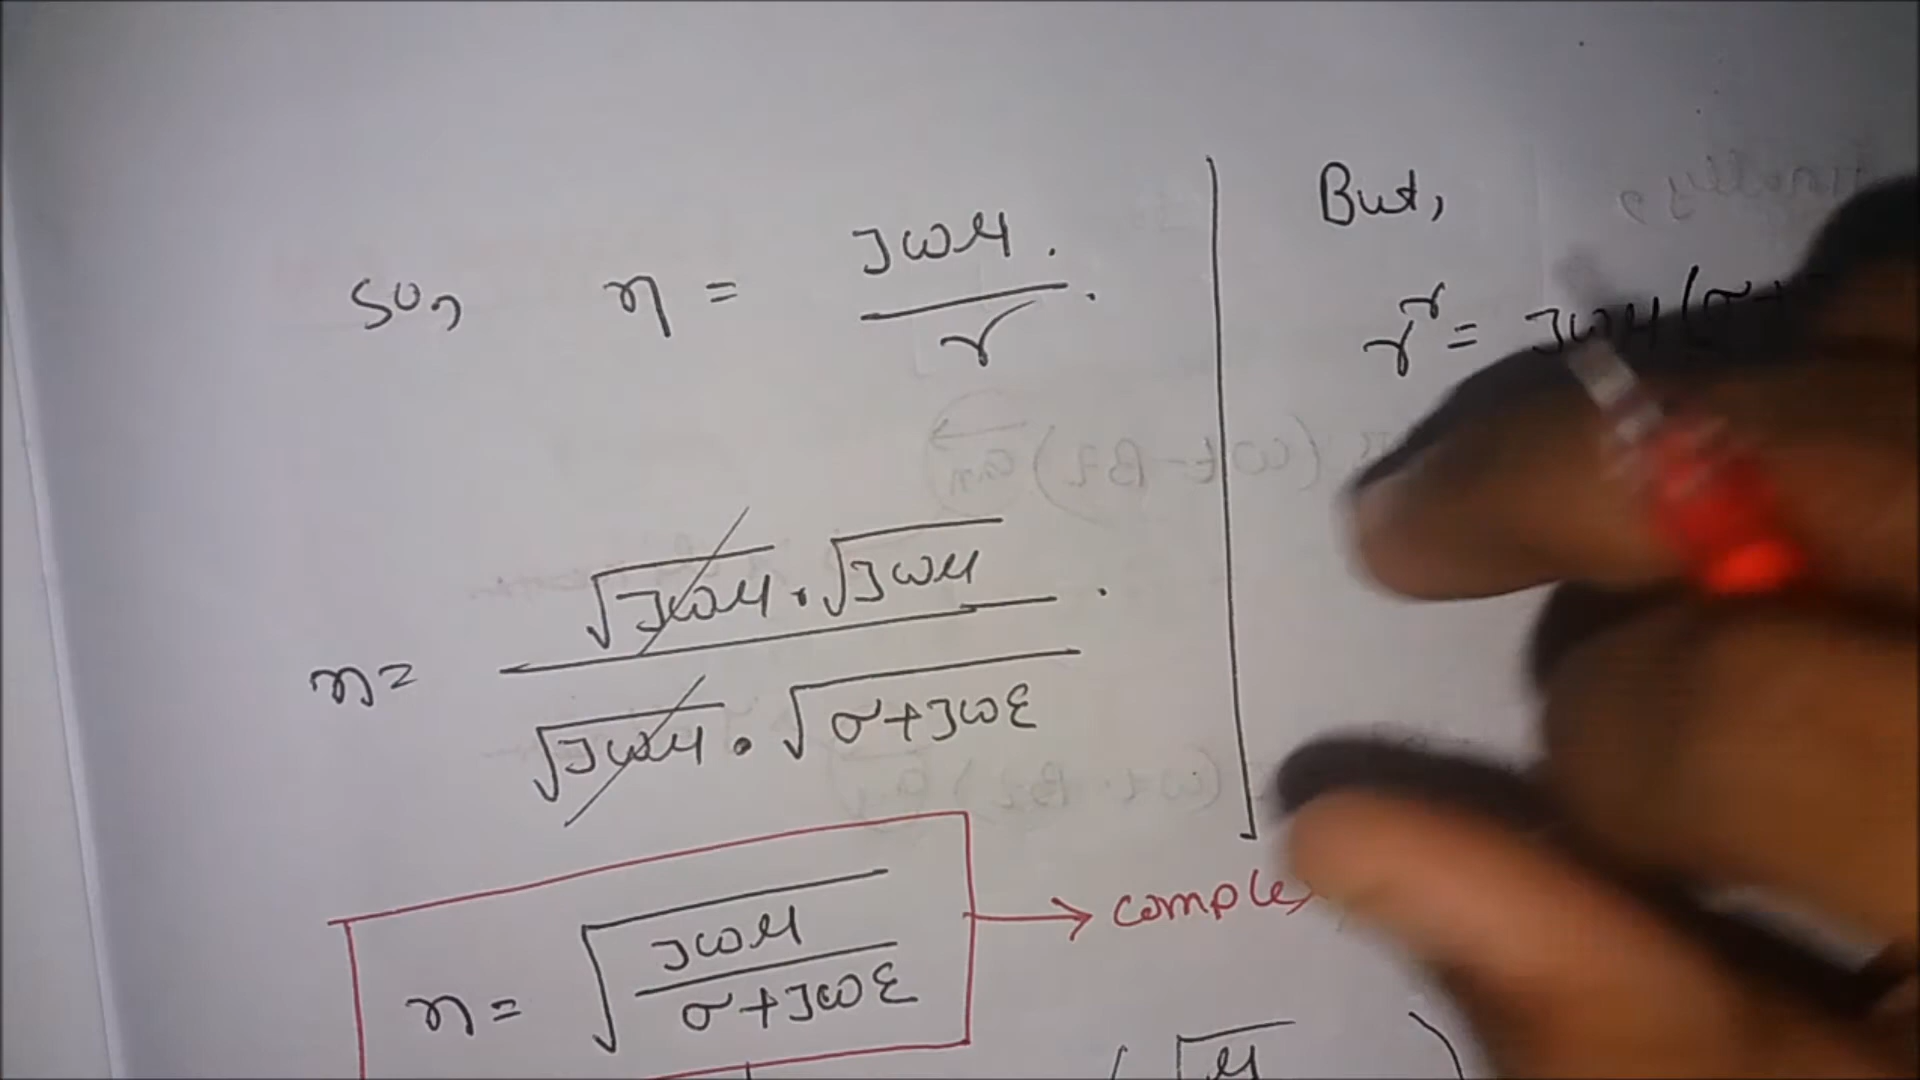 So, η = jωμ / γ.
η = √jωμ . √jωμ / √jωμ . √σ+jωε .
η = √jωμ / σ+jωε → comple
But,
γ² = jωμ(σ+
√μ